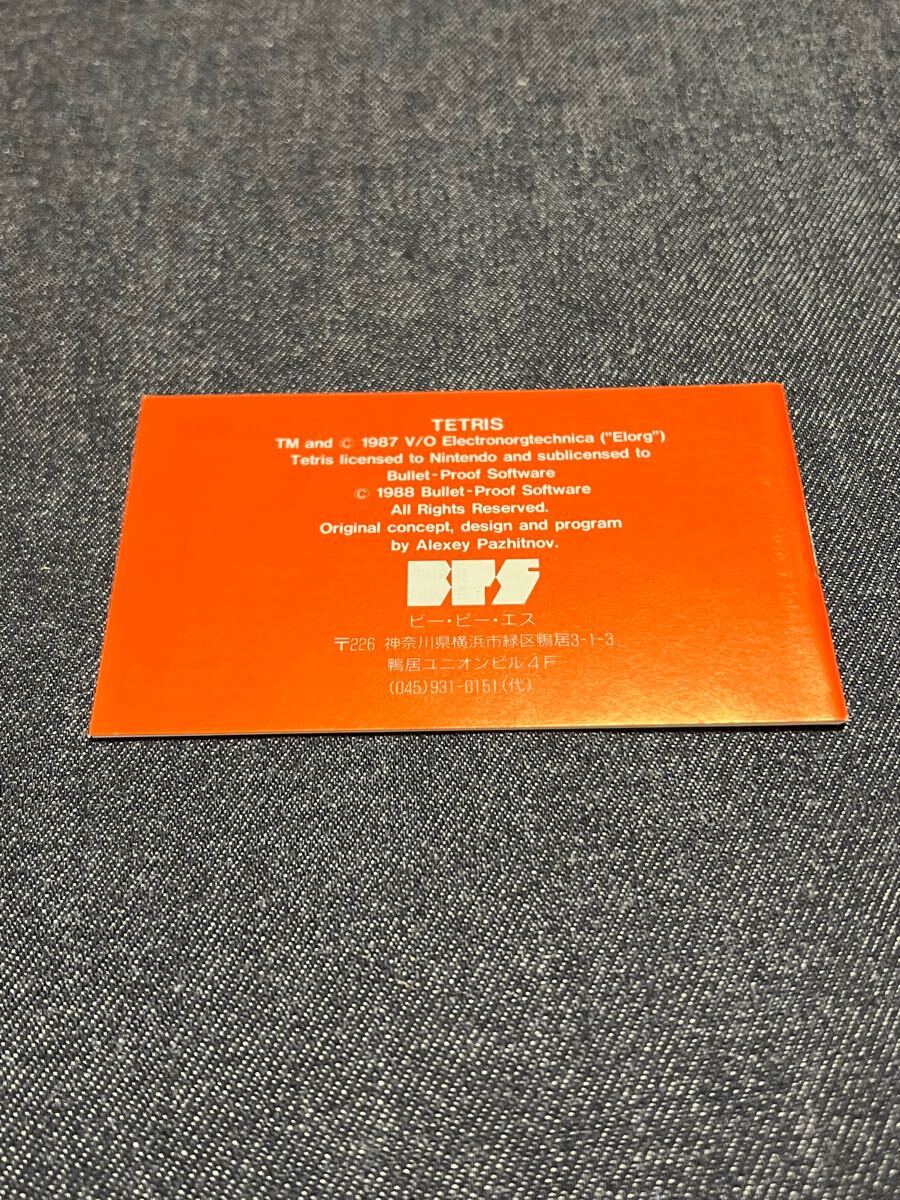 TETRIS
TM and © 1987 V/O Electronorgtechnica ("Elorg")
Tetris licensed to Nintendo and sublicensed to
Bullet-Proof Software
© 1988 Bullet-Proof Software
All Rights Reserved.
Original concept, design and program
by Alexey Pazhitnov.
BPS
ビー・ピー・エス
〒226 神奈川県横浜市緑区鴨居3-1-3
鴨居ユニオンビル4F
(045)931-0151(代)